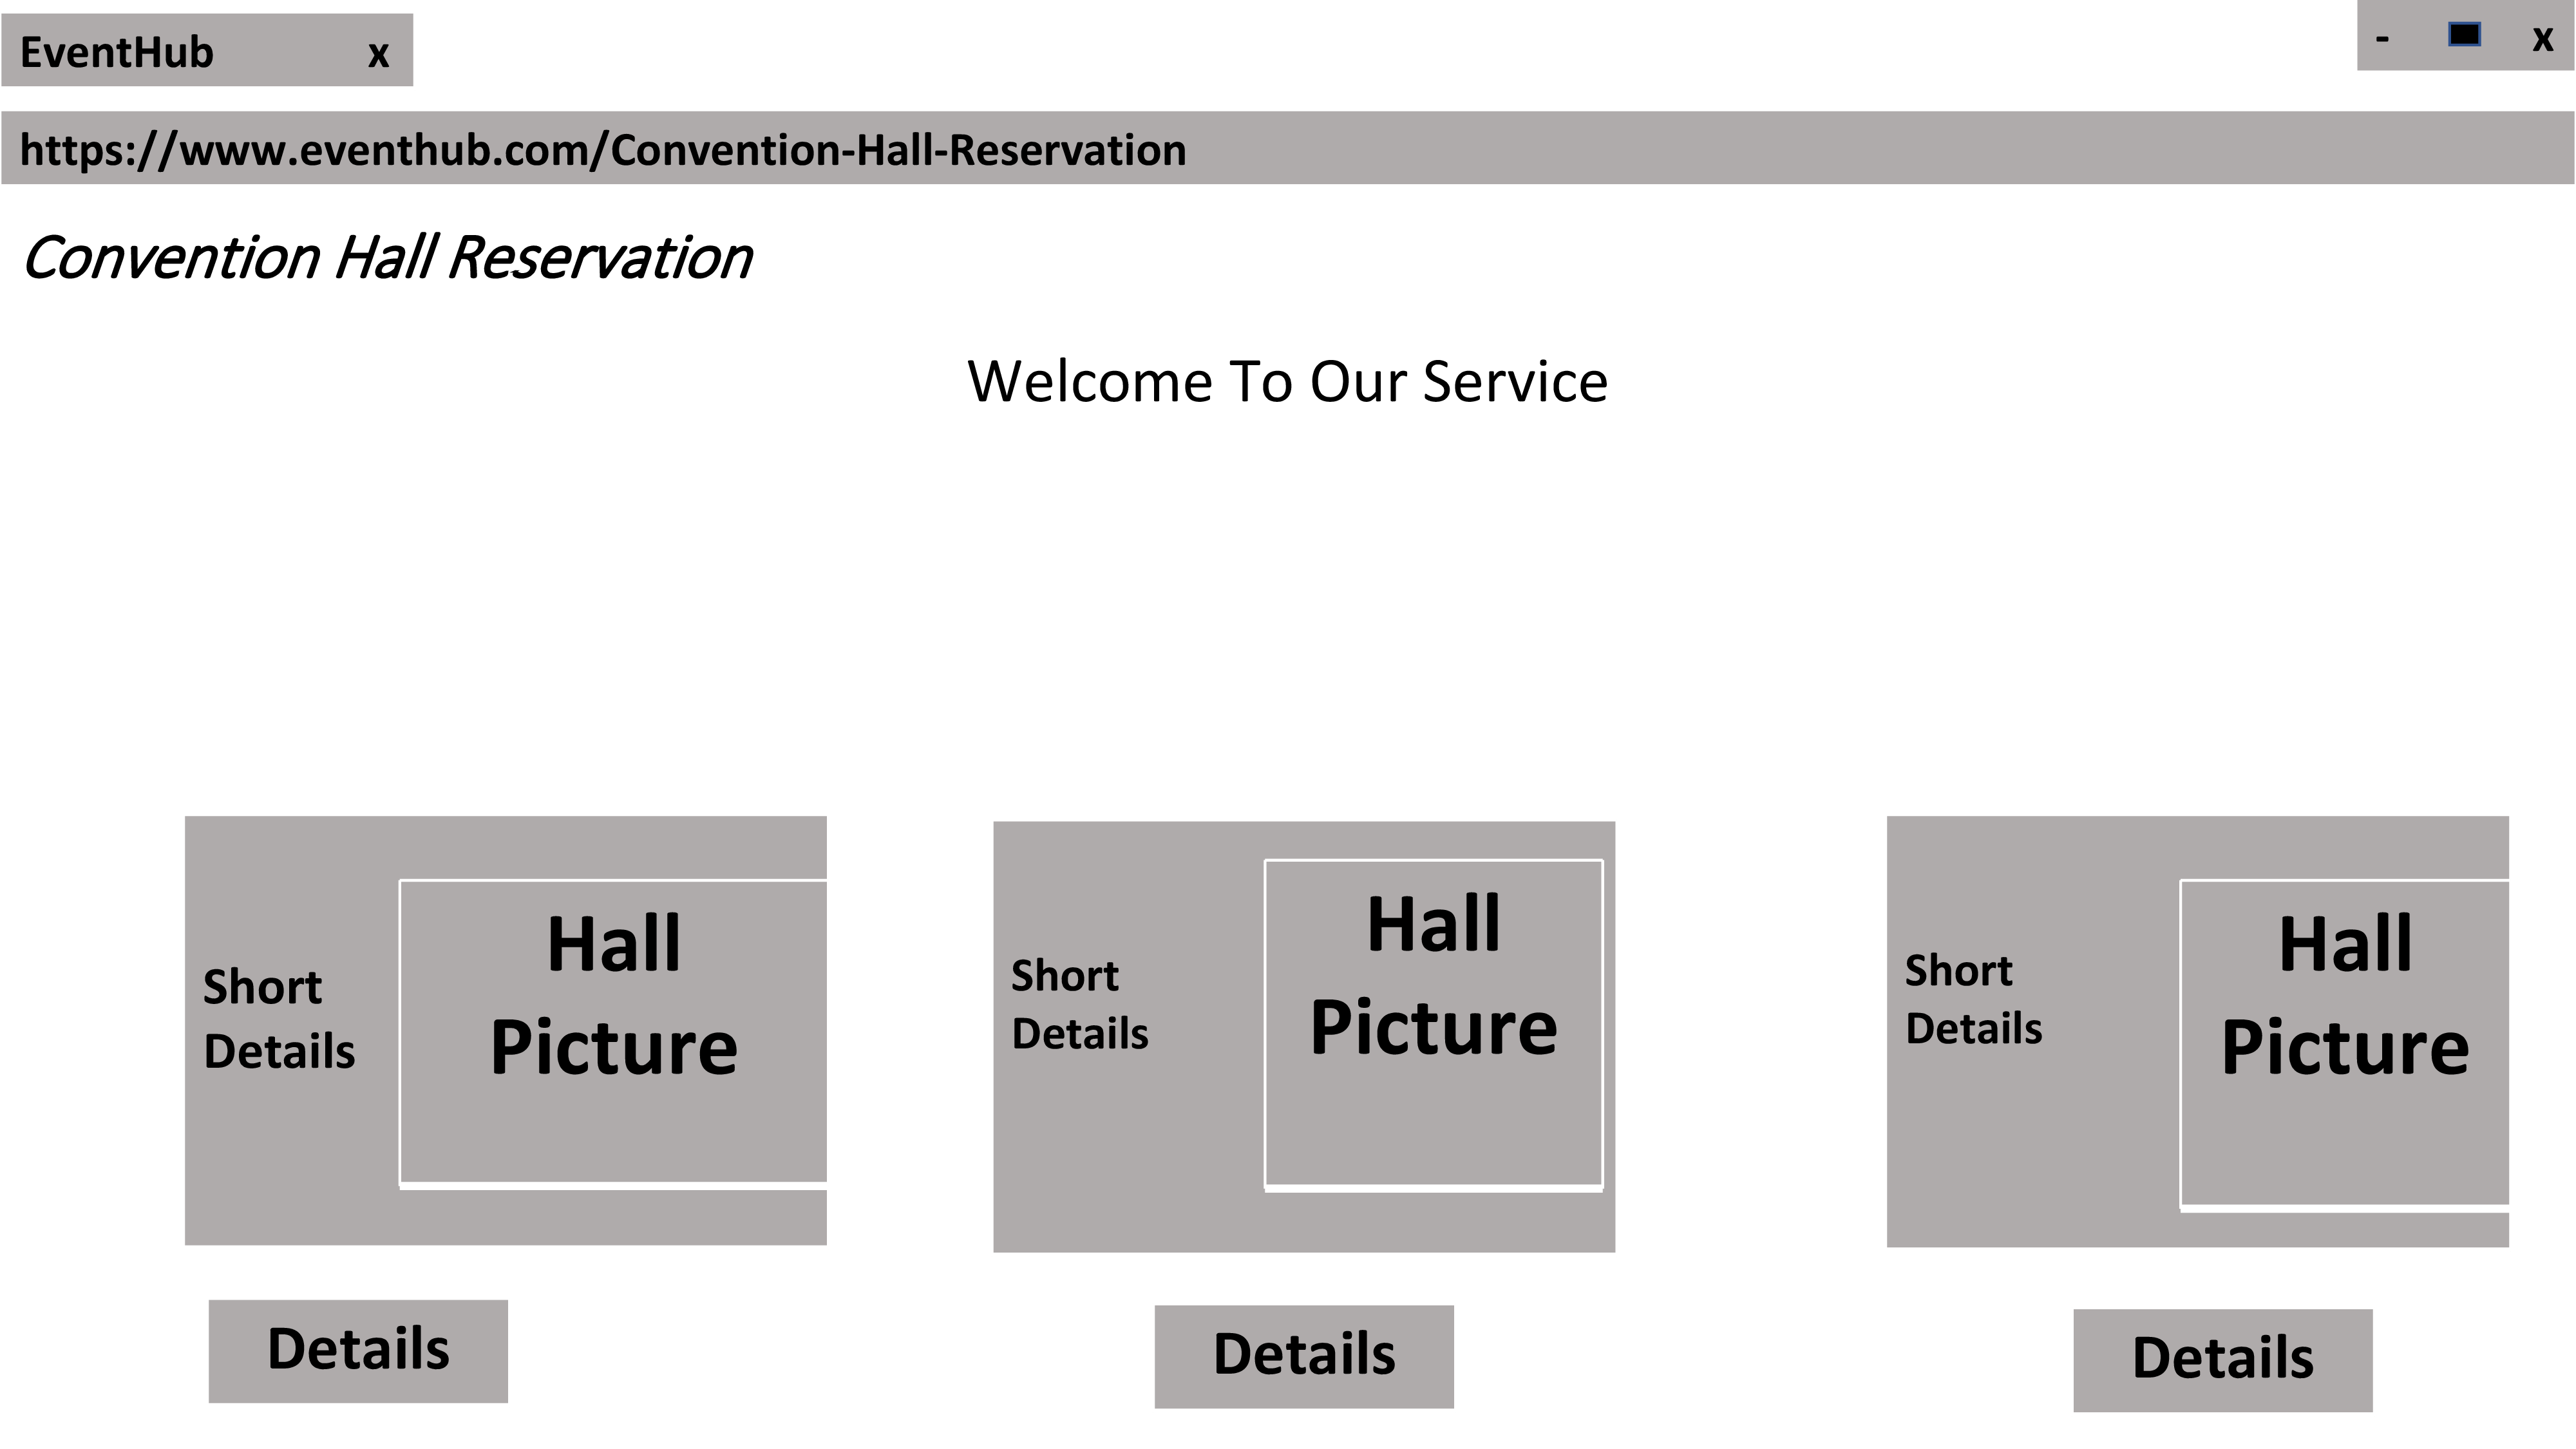 EventHub x
- x
https://www.eventhub.com/Convention-Hall-Reservation
Convention Hall Reservation
Welcome To Our Service
Short
Details
Hall
Picture
Short
Details
Hall
Picture
Short
Details
Hall
Picture
Details
Details
Details